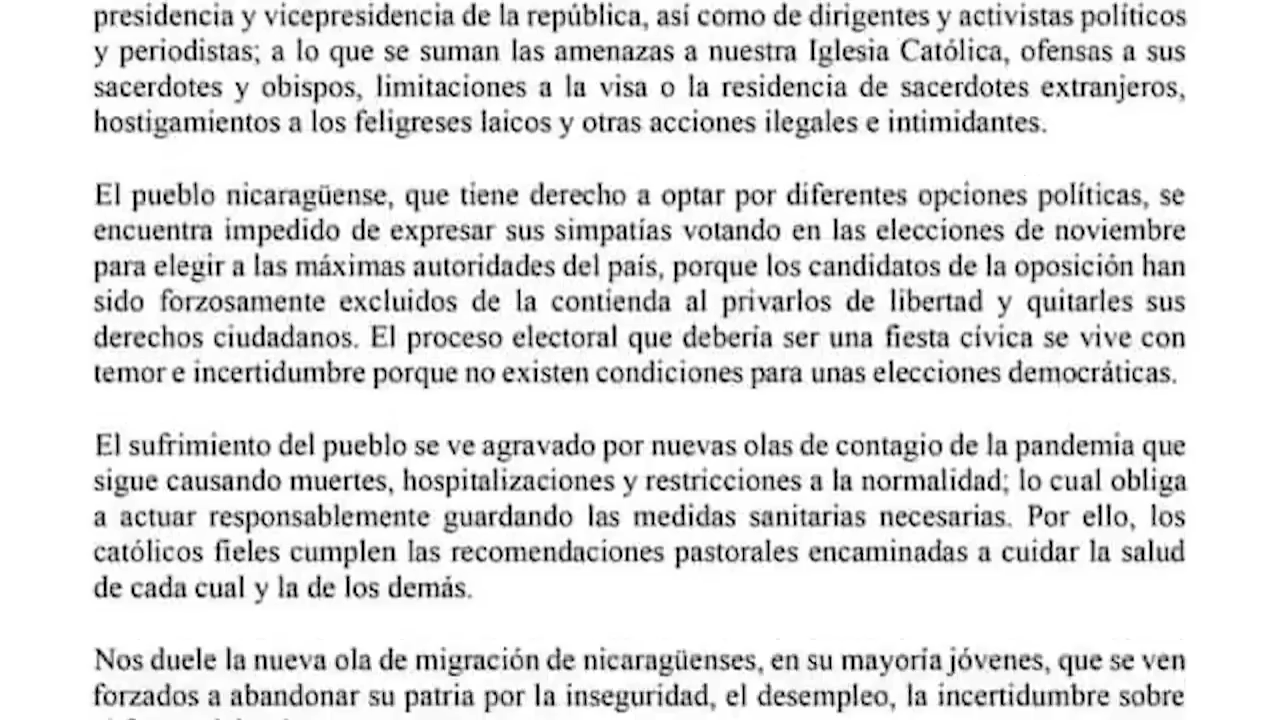 presidencia y vicepresidencia de la república, así como de dirigentes y activistas políticos
y periodistas; a lo que se suman las amenazas a nuestra Iglesia Católica, ofensas a sus
sacerdotes y obispos, limitaciones a la visa o la residencia de sacerdotes extranjeros,
hostigamientos a los feligreses laicos y otras acciones ilegales e intimidantes.
El pueblo nicaragüense, que tiene derecho a optar por diferentes opciones políticas, se
encuentra impedido de expresar sus simpatías votando en las elecciones de noviembre
para elegir a las máximas autoridades del país, porque los candidatos de la oposición han
sido forzosamente excluidos de la contienda al privarlos de libertad y quitarles sus
derechos ciudadanos. El proceso electoral que debería ser una fiesta cívica se vive con
temor e incertidumbre porque no existen condiciones para unas elecciones democráticas.
El sufrimiento del pueblo se ve agravado por nuevas olas de contagio de la pandemia que
sigue causando muertes, hospitalizaciones y restricciones a la normalidad; lo cual obliga
a actuar responsablemente guardando las medidas sanitarias necesarias. Por ello, los
católicos fieles cumplen las recomendaciones pastorales encaminadas a cuidar la salud
de cada cual y la de los demás.
Nos duele la nueva ola de migración de nicaragüenses, en su mayoría jóvenes, que se ven
forzados a abandonar su patria por la inseguridad, el desempleo, la incertidumbre sobre